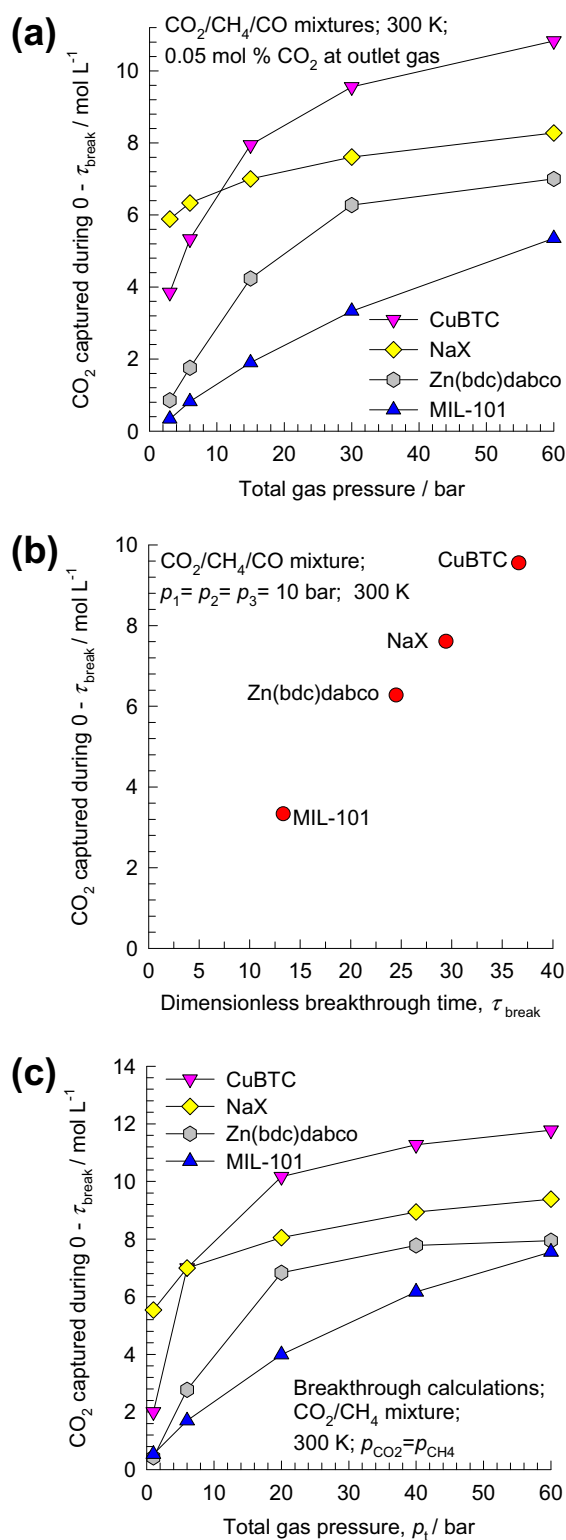 (a)
CO₂/CH₄/CO mixtures; 300 K;
0.05 mol % CO₂ at outlet gas
CO₂ captured during 0 - τbreak / mol L⁻¹
10
8
6
4
2
0
CuBTC
NaX
Zn(bdc)dabco
MIL-101
0 10 20 30 40 50 60
Total gas pressure / bar
(b)
CO₂/CH₄/CO mixture;
p₁= p₂= p₃= 10 bar; 300 K
CO₂ captured during 0 - τbreak / mol L⁻¹
10
8
6
4
2
0
CuBTC
NaX
Zn(bdc)dabco
MIL-101
0 5 10 15 20 25 30 35 40
Dimensionless breakthrough time, τbreak
(c)
CO₂ captured during 0 - τbreak / mol L⁻¹
14
12
10
8
6
4
2
0
CuBTC
NaX
Zn(bdc)dabco
MIL-101
Breakthrough calculations;
CO₂/CH₄ mixture;
300 K; pCO2=pCH4
0 10 20 30 40 50 60
Total gas pressure, pt / bar